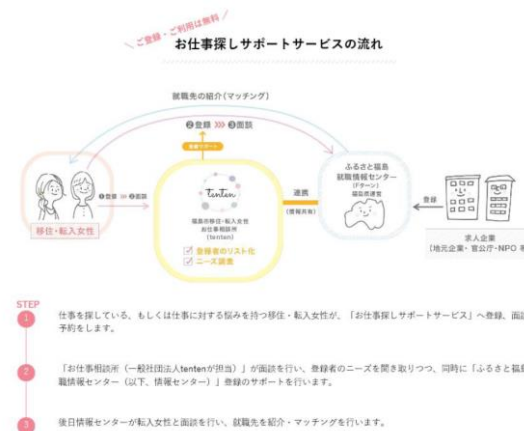 ご登録・ご利用は無料
お仕事探しサポートサービスの流れ
就職先の紹介(マッチング)
❷登録 >>> ❸面談
登録サポート
tenten
福島の移住・転入女性
お仕事相談所
(tenten)
登録者のリスト化
ニーズ調査
❶登録 >>> ❷面談
移住・転入女性
連携
(情報共有)
ふるさと福島
就職情報センター
(Fターン)
福島県運営
登録
求人企業
(地元企業・官公庁・NPO 等
STEP
1
仕事を探している、もしくは仕事に対する悩みを持つ移住・転入女性が、「お仕事探しサポートサービス」へ登録、面談
予約をします。
2
「お仕事相談所(一般社団法人tentenが担当)」が面談を行い、登録者のニーズを聞き取りつつ、同時に「ふるさと福島
職情報センター(以下、情報センター)」登録のサポートを行います。
3
後日情報センターが転入女性と面談を行い、就職先を紹介・マッチングを行います。